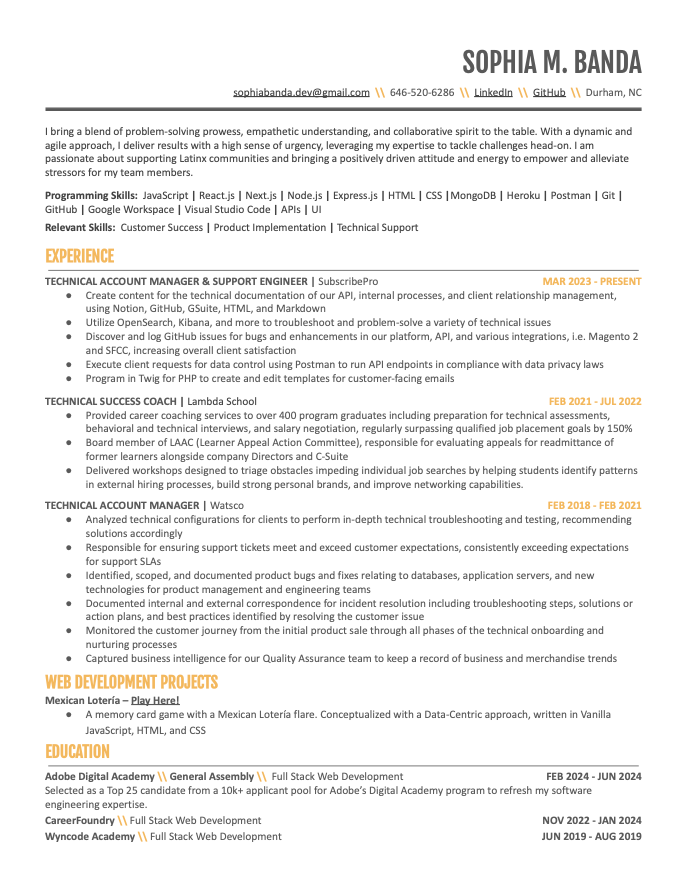 SOPHIA M. BANDA
sophiabanda.dev@gmail.com \\ 646-520-6286 \\ LinkedIn \\ GitHub \\ Durham, NC
I bring a blend of problem-solving prowess, empathetic understanding, and collaborative spirit to the table. With a dynamic and
agile approach, I deliver results with a high sense of urgency, leveraging my expertise to tackle challenges head-on. I am
passionate about supporting Latinx communities and bringing a positively driven attitude and energy to empower and alleviate
stressors for my team members.
Programming Skills: JavaScript | React.js | Next.js | Node.js | Express.js | HTML | CSS |MongoDB | Heroku | Postman | Git |
GitHub | Google Workspace | Visual Studio Code | APIs | UI
Relevant Skills: Customer Success | Product Implementation | Technical Support
EXPERIENCE
TECHNICAL ACCOUNT MANAGER & SUPPORT ENGINEER | SubscribePro MAR 2023 - PRESENT
● Create content for the technical documentation of our API, internal processes, and client relationship management,
using Notion, GitHub, GSuite, HTML, and Markdown
● Utilize OpenSearch, Kibana, and more to troubleshoot and problem-solve a variety of technical issues
● Discover and log GitHub issues for bugs and enhancements in our platform, API, and various integrations, i.e. Magento 2
and SFCC, increasing overall client satisfaction
● Execute client requests for data control using Postman to run API endpoints in compliance with data privacy laws
● Program in Twig for PHP to create and edit templates for customer-facing emails
TECHNICAL SUCCESS COACH | Lambda School FEB 2021 - JUL 2022
● Provided career coaching services to over 400 program graduates including preparation for technical assessments,
behavioral and technical interviews, and salary negotiation, regularly surpassing qualified job placement goals by 150%
● Board member of LAAC (Learner Appeal Action Committee), responsible for evaluating appeals for readmittance of
former learners alongside company Directors and C-Suite
● Delivered workshops designed to triage obstacles impeding individual job searches by helping students identify patterns
in external hiring processes, build strong personal brands, and improve networking capabilities.
TECHNICAL ACCOUNT MANAGER | Watsco FEB 2018 - FEB 2021
● Analyzed technical configurations for clients to perform in-depth technical troubleshooting and testing, recommending
solutions accordingly
● Responsible for ensuring support tickets meet and exceed customer expectations, consistently exceeding expectations
for support SLAs
● Identified, scoped, and documented product bugs and fixes relating to databases, application servers, and new
technologies for product management and engineering teams
● Documented internal and external correspondence for incident resolution including troubleshooting steps, solutions or
action plans, and best practices identified by resolving the customer issue
● Monitored the customer journey from the initial product sale through all phases of the technical onboarding and
nurturing processes
● Captured business intelligence for our Quality Assurance team to keep a record of business and merchandise trends
WEB DEVELOPMENT PROJECTS
Mexican Lotería – Play Here!
● A memory card game with a Mexican Lotería flare. Conceptualized with a Data-Centric approach, written in Vanilla
JavaScript, HTML, and CSS
EDUCATION
Adobe Digital Academy \\ General Assembly \\ Full Stack Web Development FEB 2024 - JUN 2024
Selected as a Top 25 candidate from a 10k+ applicant pool for Adobe's Digital Academy program to refresh my software
engineering expertise.
CareerFoundry \\ Full Stack Web Development NOV 2022 - JAN 2024
Wyncode Academy \\ Full Stack Web Development JUN 2019 - AUG 2019